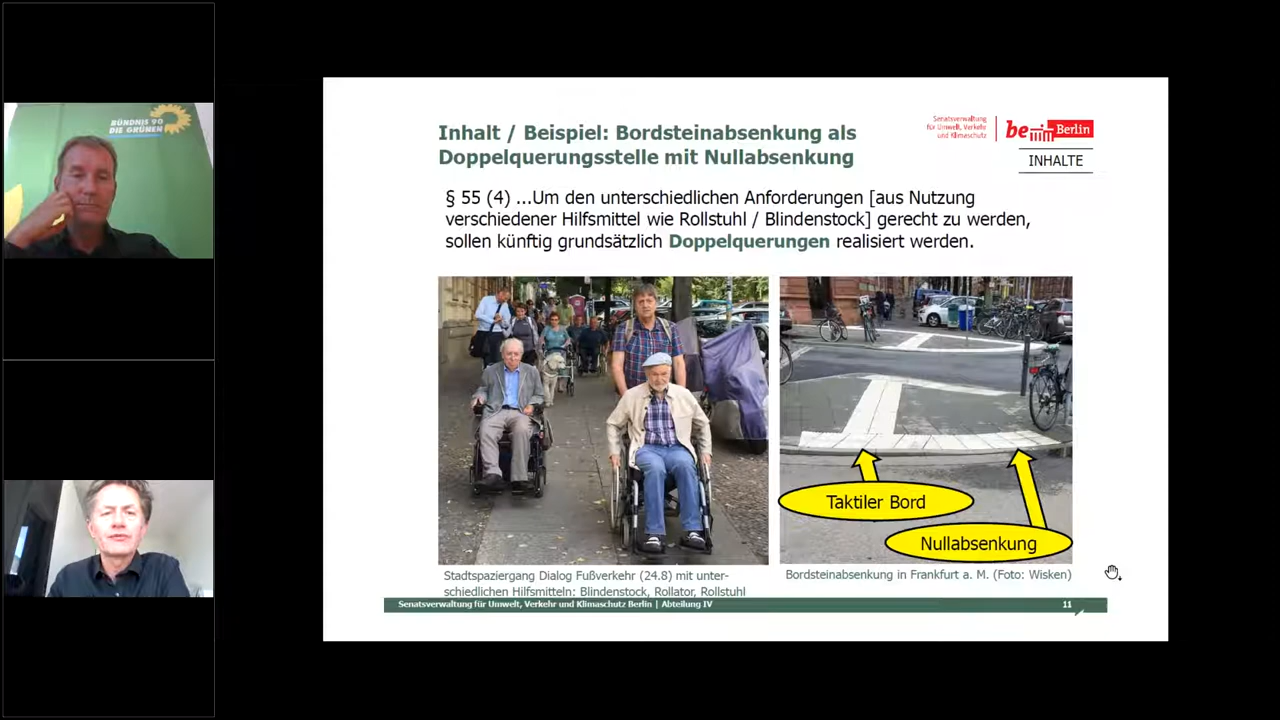 BÜNDNIS 90
DIE GRÜNEN
Inhalt / Beispiel: Bordsteinabsenkung als
Doppelquerungsstelle mit Nullabsenkung
Senatsverwaltung
für Umwelt, Verkehr
und Klimaschutz
be Berlin
INHALTE
§ 55 (4) ...Um den unterschiedlichen Anforderungen [aus Nutzung
verschiedener Hilfsmittel wie Rollstuhl / Blindenstock] gerecht zu werden,
sollen künftig grundsätzlich Doppelquerungen realisiert werden.
Taktiler Bord
Nullabsenkung
Stadtspaziergang Dialog Fußverkehr (24.8) mit unter-
schiedlichen Hilfsmitteln: Blindenstock, Rollator, Rollstuhl
Bordsteinabsenkung in Frankfurt a. M. (Foto: Wisken)
Senatsverwaltung für Umwelt, Verkehr und Klimaschutz Berlin | Abteilung IV
11